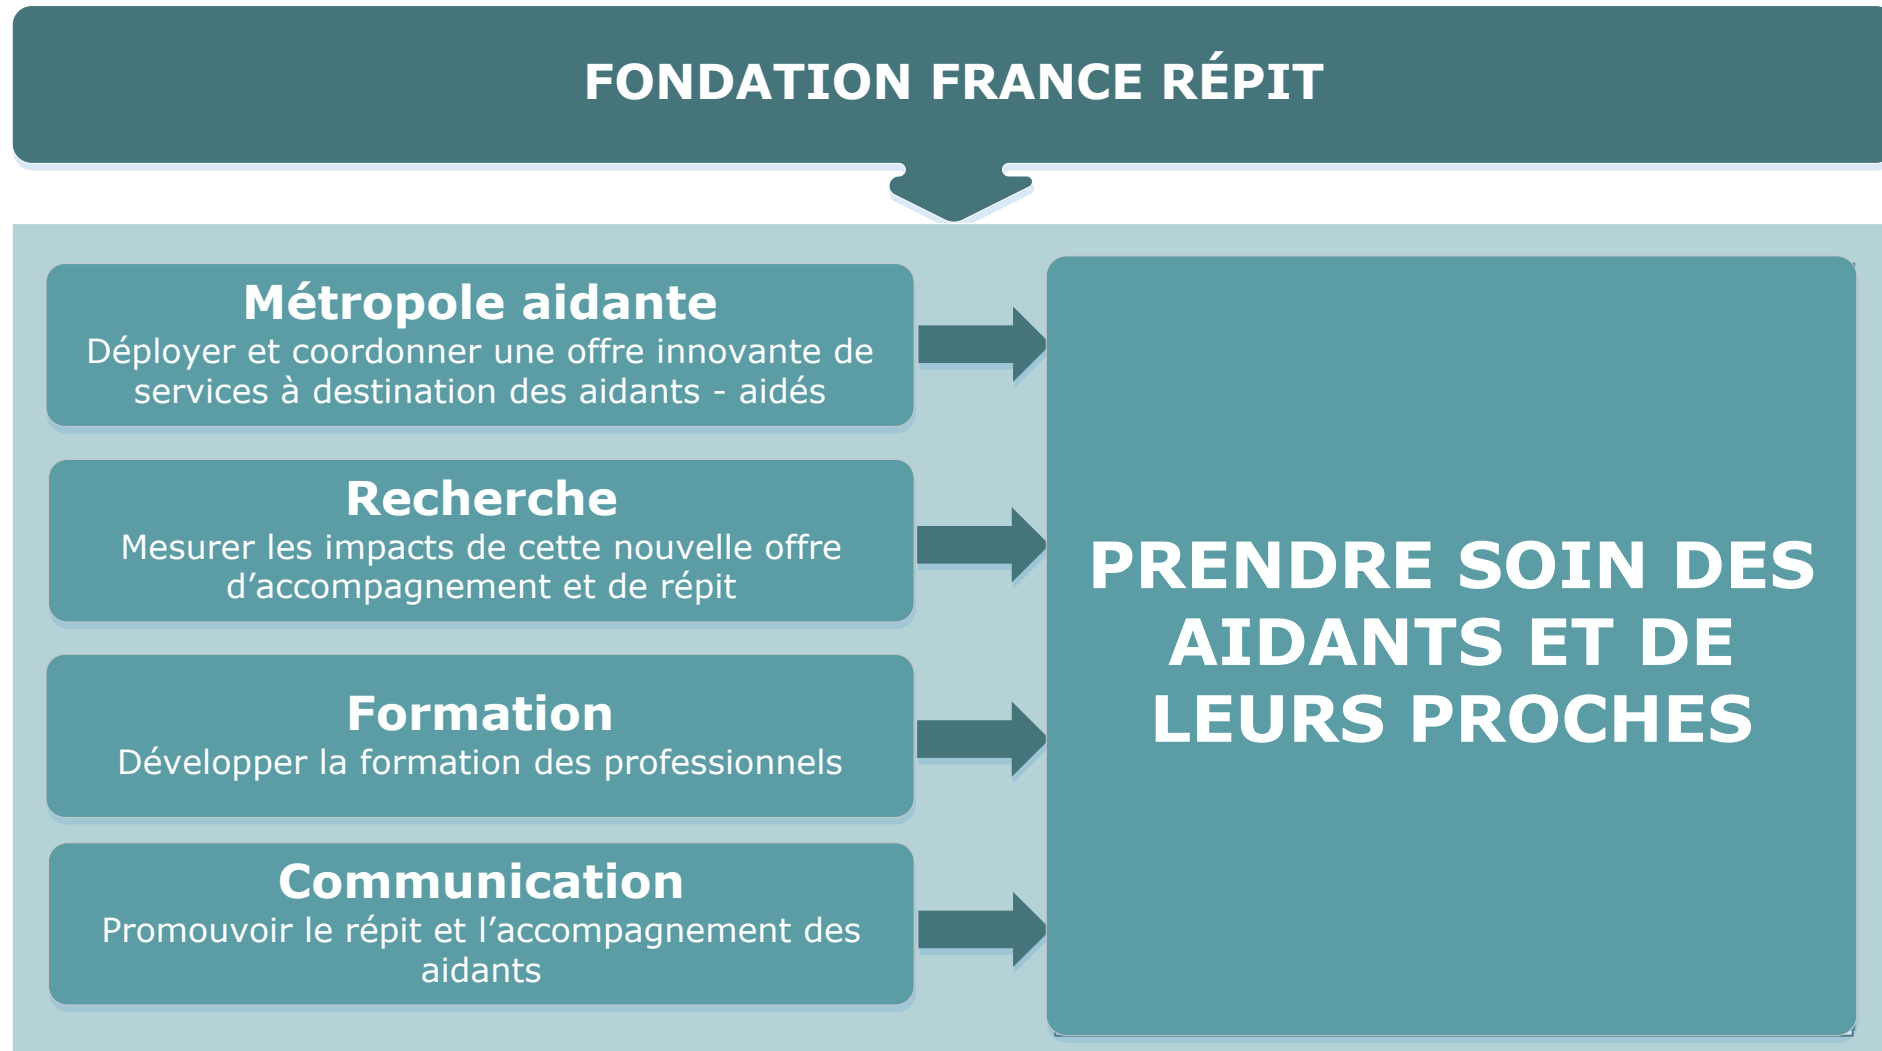 FONDATION FRANCE RÉPIT
Métropole aidante
Déployer et coordonner une offre innovante de
services à destination des aidants - aidés
Recherche
Mesurer les impacts de cette nouvelle offre
d’accompagnement et de répit
Formation
Développer la formation des professionnels
Communication
Promouvoir le répit et l’accompagnement des
aidants
PRENDRE SOIN DES
AIDANTS ET DE
LEURS PROCHES